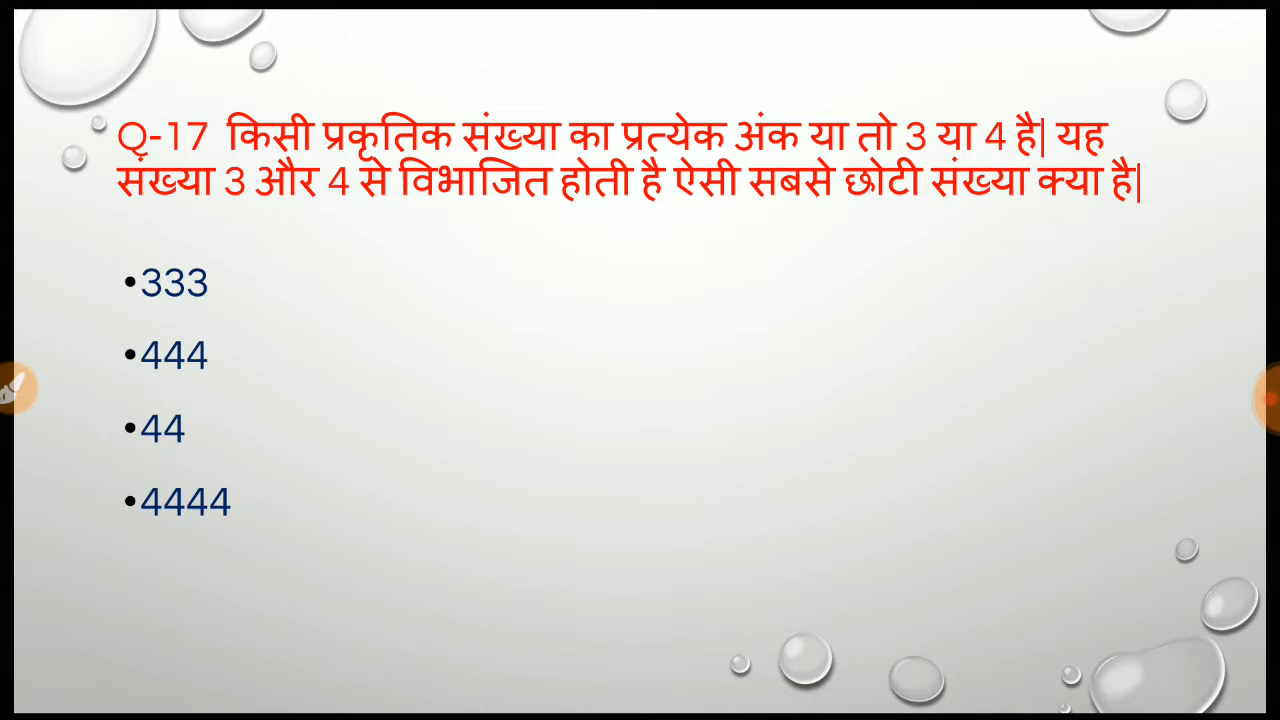 Q-17 किसी प्रकृतिक संख्या का प्रत्येक अंक या तो 3 या 4 है| यह
संख्या 3 और 4 से विभाजित होती है ऐसी सबसे छोटी संख्या क्या है|
•333
•444
•44
•4444